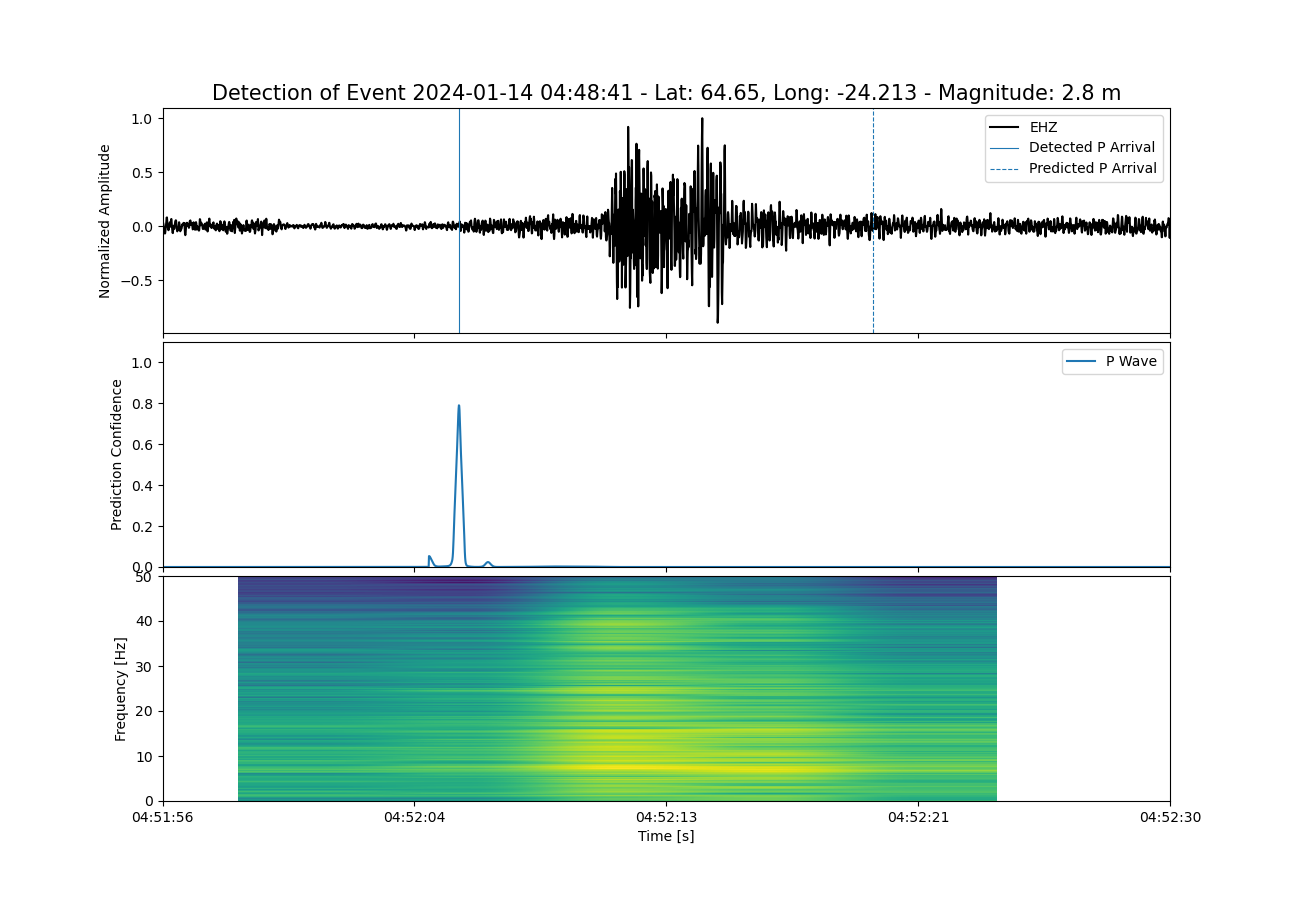 Detection of Event 2024-01-14 04:48:41 - Lat: 64.65, Long: -24.213 - Magnitude: 2.8 m
1.0
0.5
0.0
−0.5
Normalized Amplitude
EHZ
Detected P Arrival
Predicted P Arrival
1.0
0.8
0.6
0.4
0.2
0.0
Prediction Confidence
P Wave
50
40
30
20
10
0
Frequency [Hz]
04:51:56
04:52:04
04:52:13
04:52:21
04:52:30
Time [s]